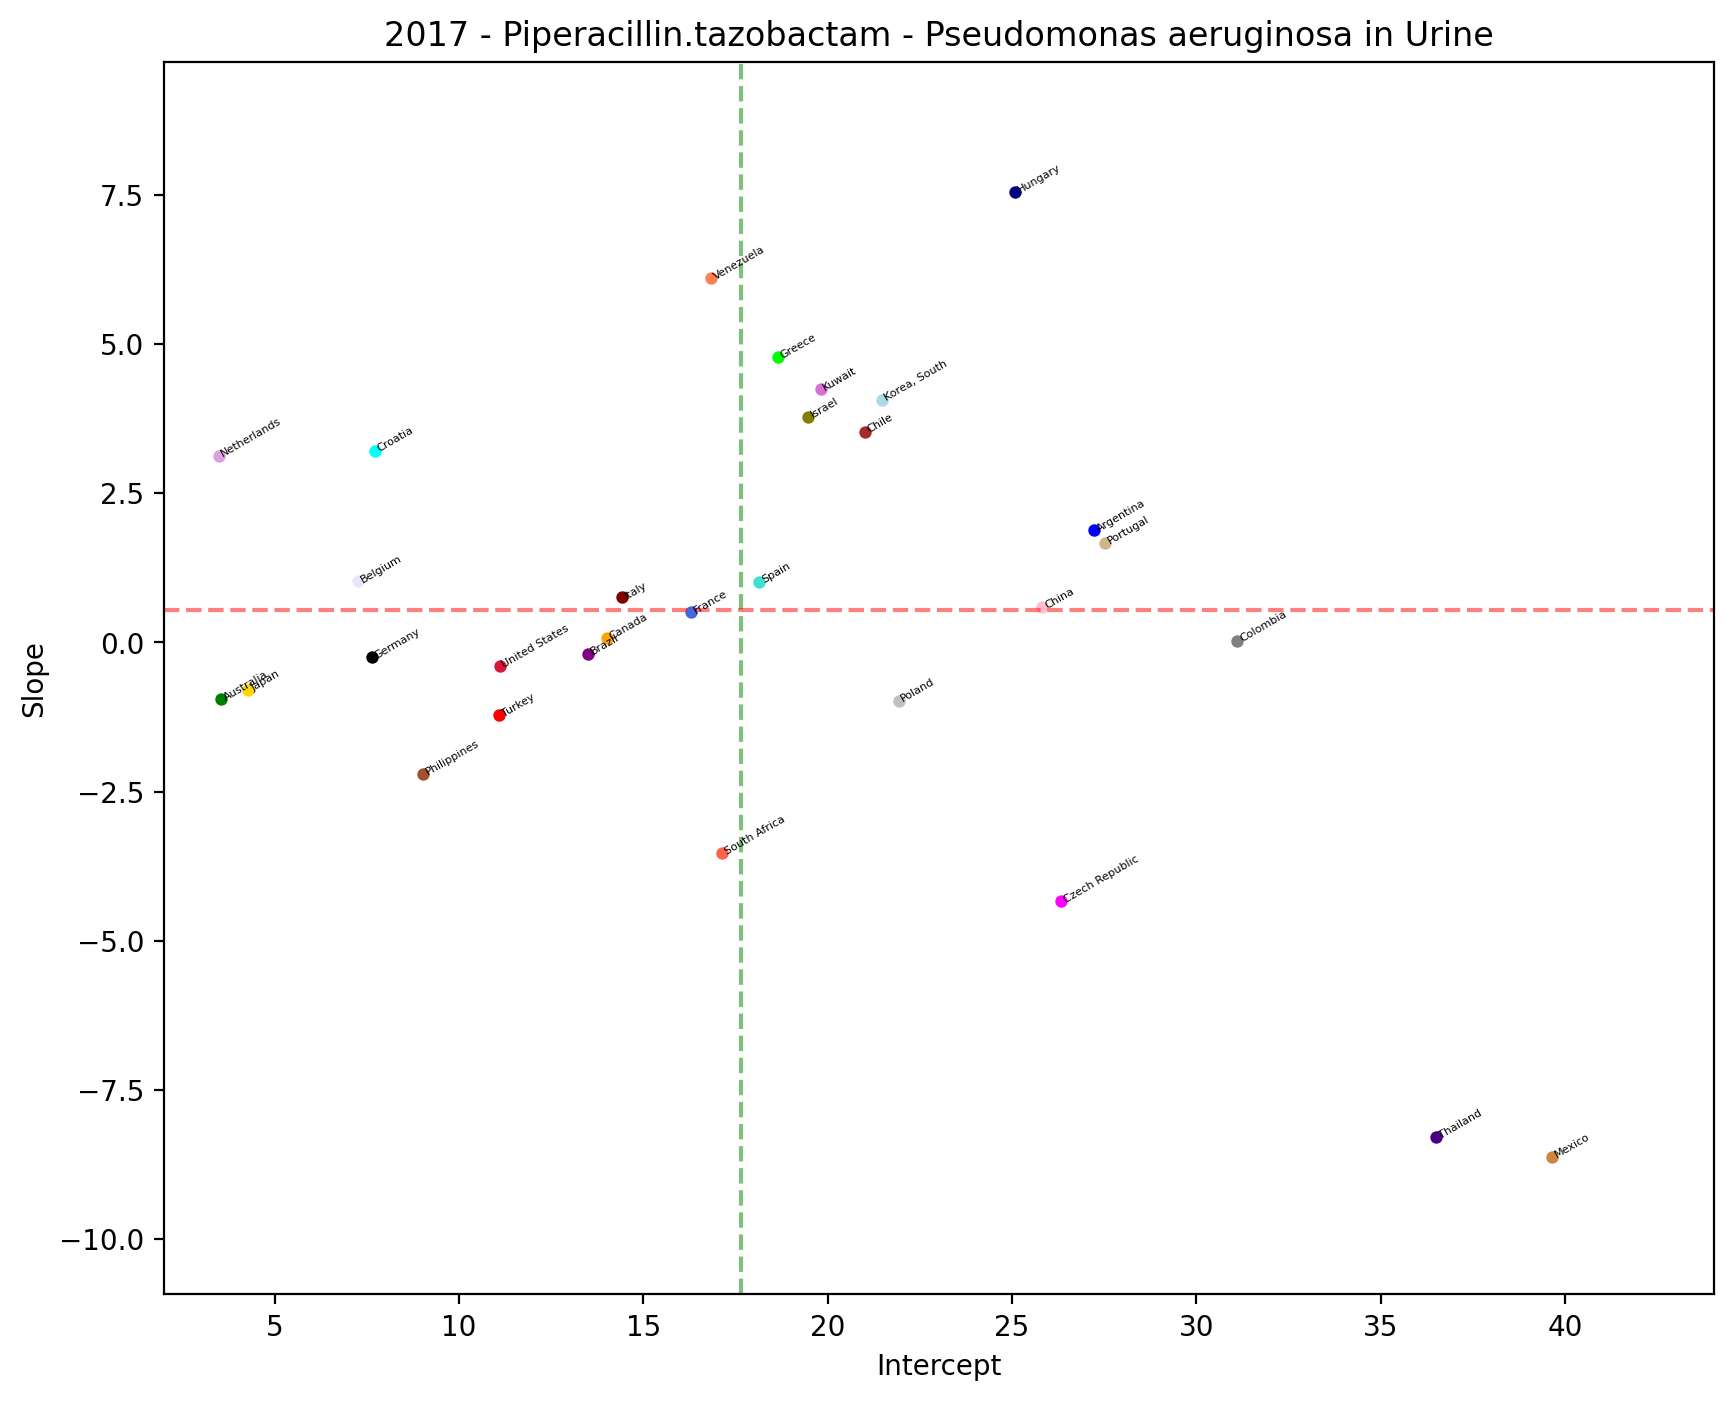 2017 - Piperacillin.tazobactam - Pseudomonas aeruginosa in Urine
Slope
7.5
5.0
2.5
0.0
−2.5
−5.0
−7.5
−10.0
Hungary
Venezuela
Greece
Kuwait
Korea, South
Israel
Chile
Netherlands
Croatia
Argentina
Portugal
Belgium
Spain
Italy
China
France
Canada
Colombia
Brazil
Germany
United States
Australia
Japan
Poland
Turkey
Philippines
South Africa
Czech Republic
Thailand
Mexico
5
10
15
20
25
30
35
40
Intercept